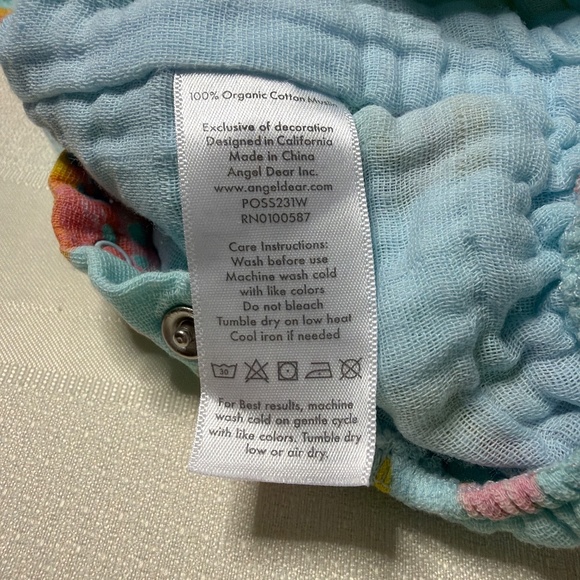 100% Organic Cotton Muslin
Exclusive of decoration
Designed in California
Made in China
Angel Dear Inc.
www.angeldear.com
POSS231W
RN0100587
Care Instructions:
Wash before use
Machine wash cold
with like colors
Do not bleach
Tumble dry on low heat
Cool iron if needed
30
For Best results, machine
wash cold on gentle cycle
with like colors. Tumble dry
low or air dry.